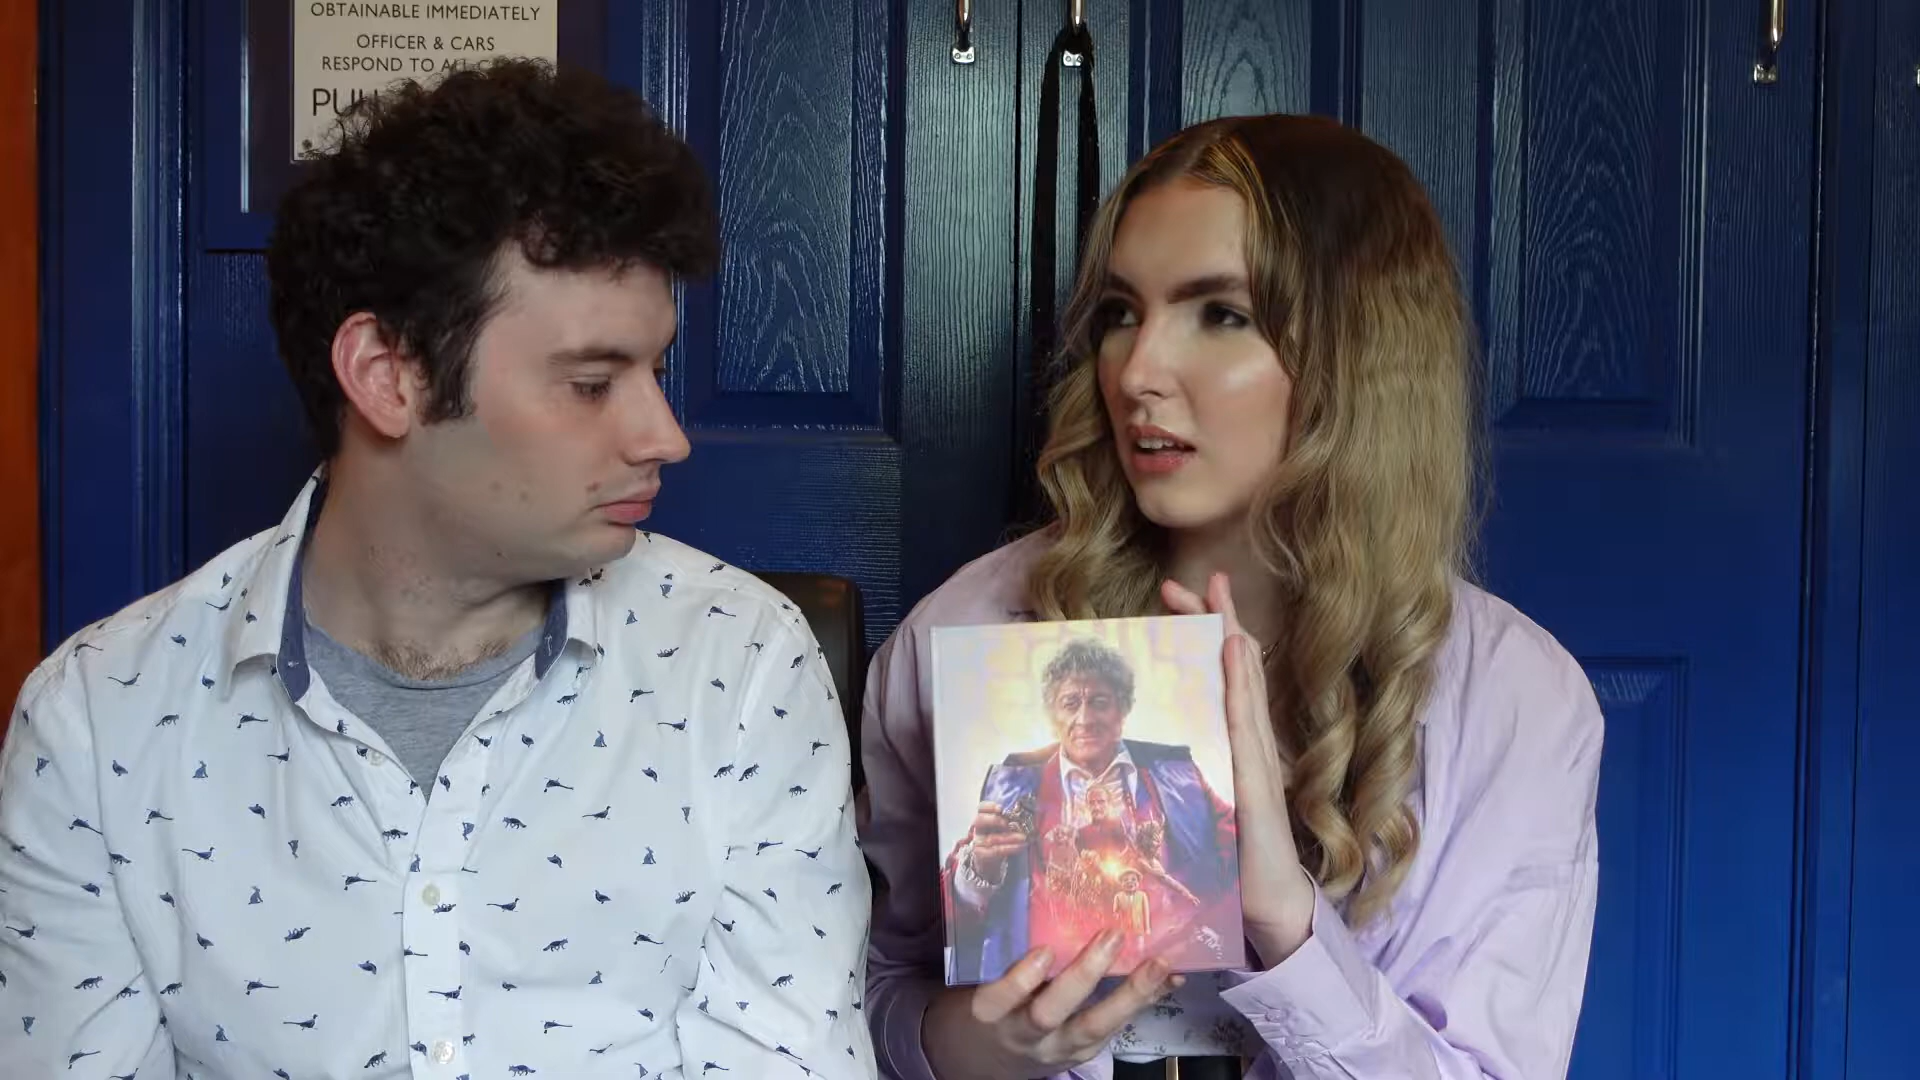 OBTAINABLE IMMEDIATELY
OFFICER & CARS
RESPOND TO ALL